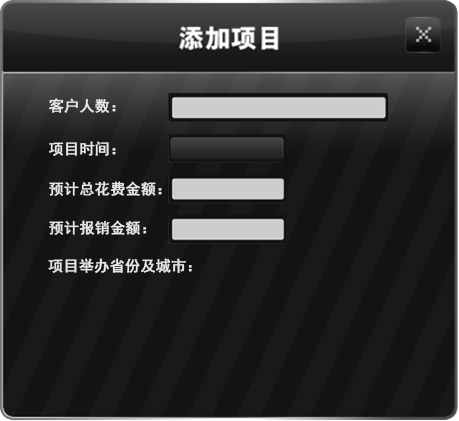 添加项目
客户人数：
项目时间：
预计总花费金额：
预计报销金额：
项目举办省份及城市：